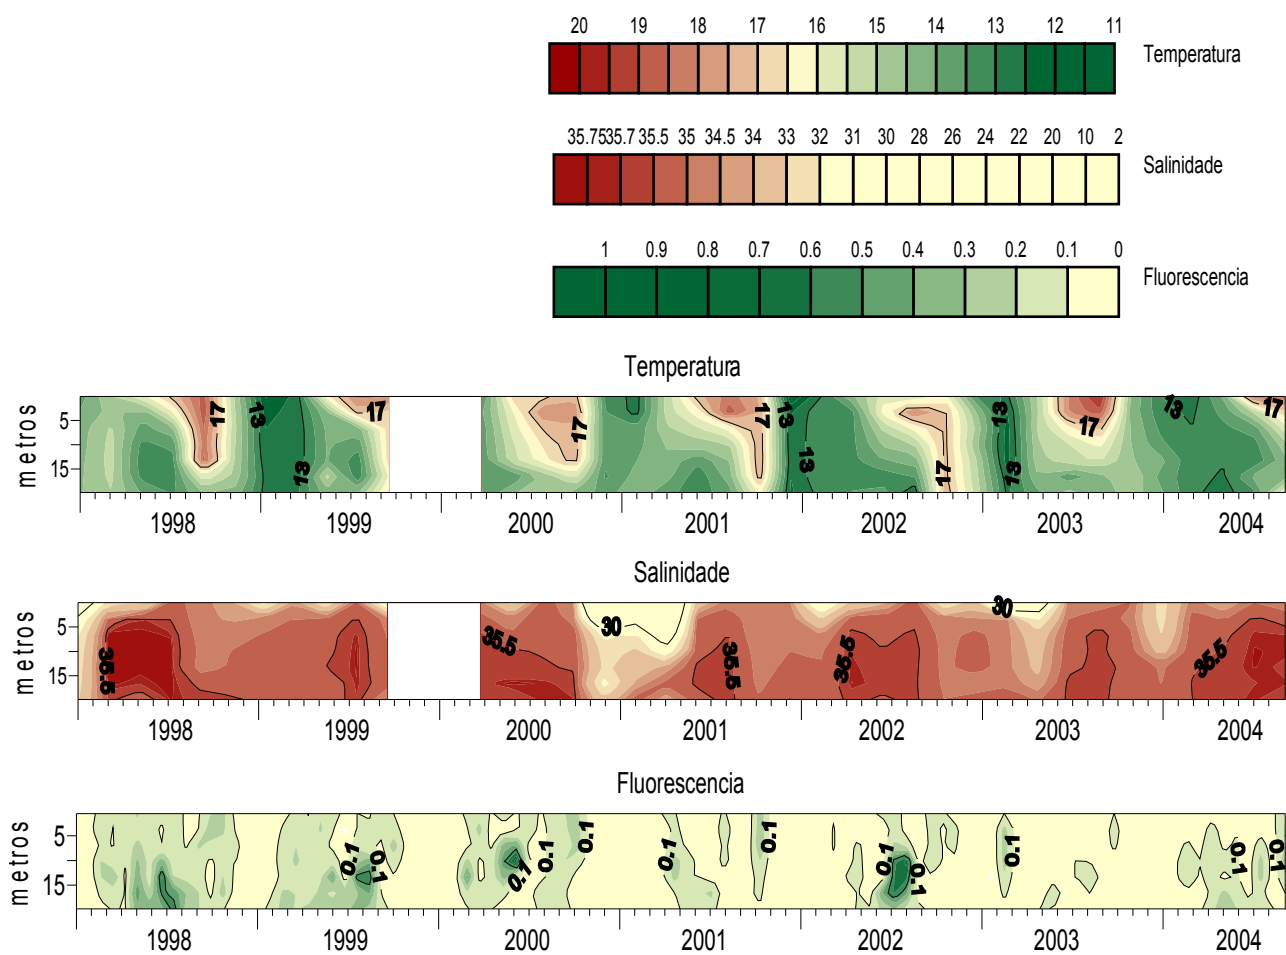 20 19 18 17 16 15 14 13 12 11
Temperatura
35.75 35.7 35.5 35 34.5 34 33 32 31 30 28 26 24 22 20 10 2
Salinidade
1 0.9 0.8 0.7 0.6 0.5 0.4 0.3 0.2 0.1 0
Fluorescencia
Temperatura
metros
5
15
17 13 13 17 17 17 13 13 17 13 13 17 13 17
1998 1999 2000 2001 2002 2003 2004
Salinidade
metros
5
15
35.5 35.5 30 35.5 35.5 30 35.5
1998 1999 2000 2001 2002 2003 2004
Fluorescencia
metros
5
15
0.1 0.1 0.1 0.1 0.1 0.1 0.1 0.1 0.1 0.1 0.1 0.1
1998 1999 2000 2001 2002 2003 2004